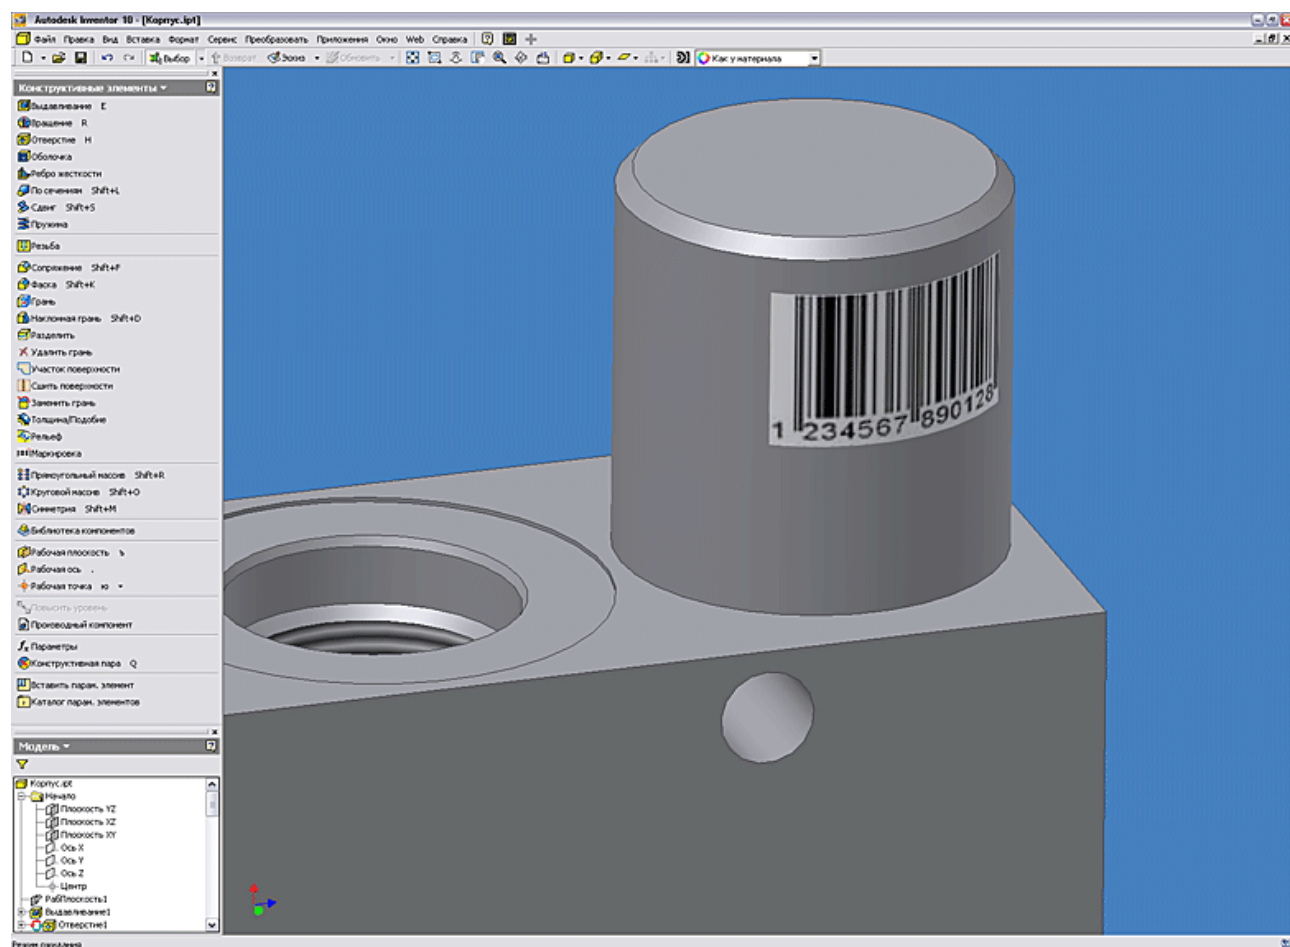 Autodesk Inventor 10 - [Корпус.ipt]
Файл Правка Вид Вставка Формат Сервис Преобразовать Приложения Окно Web Справка
Выбор Возврат Эскиз Обновить Как у материала
Конструктивные элементы
Выдавливание E
Вращение R
Отверстие H
Оболочка
Ребро жесткости
По сечениям Shift+L
Сдвиг Shift+S
Пружина
Резьба
Сопряжение Shift+F
Фаска Shift+K
Грань
Наклонная грань Shift+D
Разделить
Удалить грань
Участок поверхности
Сшить поверхности
Заменить грань
Толщина/Подобие
Рельеф
Маркировка
Прямоугольный массив Shift+R
Круговой массив Shift+O
Симметрия Shift+M
Библиотека компонентов
Рабочая плоскость ъ
Рабочая ось .
Рабочая точка ю
Повысить уровень
Производный компонент
Параметры
Конструктивная пара Q
Вставить парам. элемент
Каталог парам. элементов
Модель
Корпус.ipt
Начало
Плоскость YZ
Плоскость XZ
Плоскость XY
Ось X
Ось Y
Ось Z
Центр
РабПлоскость1
Выдавливание1
Отверстие1
Режим ожидания
1 234567 890128